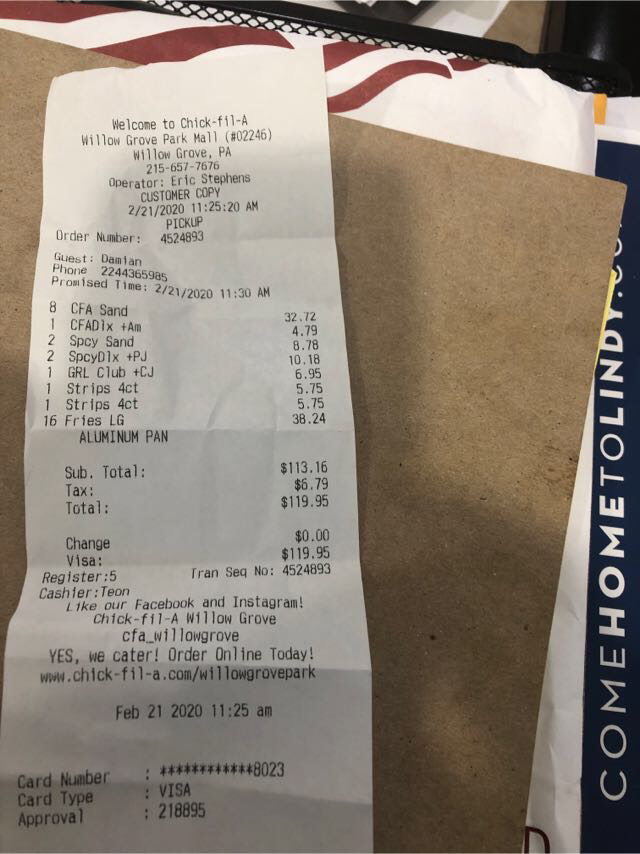 Welcome to Chick-fil-A
Willow Grove Park Mall (#02246)
Willow Grove, PA
215-657-7676
Operator: Eric Stephens
CUSTOMER COPY
2/21/2020 11:25:20 AM
PICKUP
Order Number: 4524893
Guest: Damian
Phone 2244365985
Promised Time: 2/21/2020 11:30 AM
8 CFA Sand 32.72
1 CFADlx +Am 4.79
2 Spcy Sand 8.78
2 SpcyDlx +PJ 10.18
1 GRL Club +CJ 6.95
1 Strips 4ct 5.75
1 Strips 4ct 5.75
16 Fries LG 38.24
ALUMINUM PAN
Sub. Total: $113.16
Tax: $6.79
Total: $119.95
Change $0.00
Visa: $119.95
Register:5 Tran Seq No: 4524893
Cashier:Teon
Like our Facebook and Instagram!
Chick-fil-A Willow Grove
cfa_willowgrove
YES, we cater! Order Online Today!
www.chick-fil-a.com/willowgrovepark
Feb 21 2020 11:25 am
Card Number : ************8023
Card Type : VISA
Approval : 218895
COMEHOMETOLINDY.CO